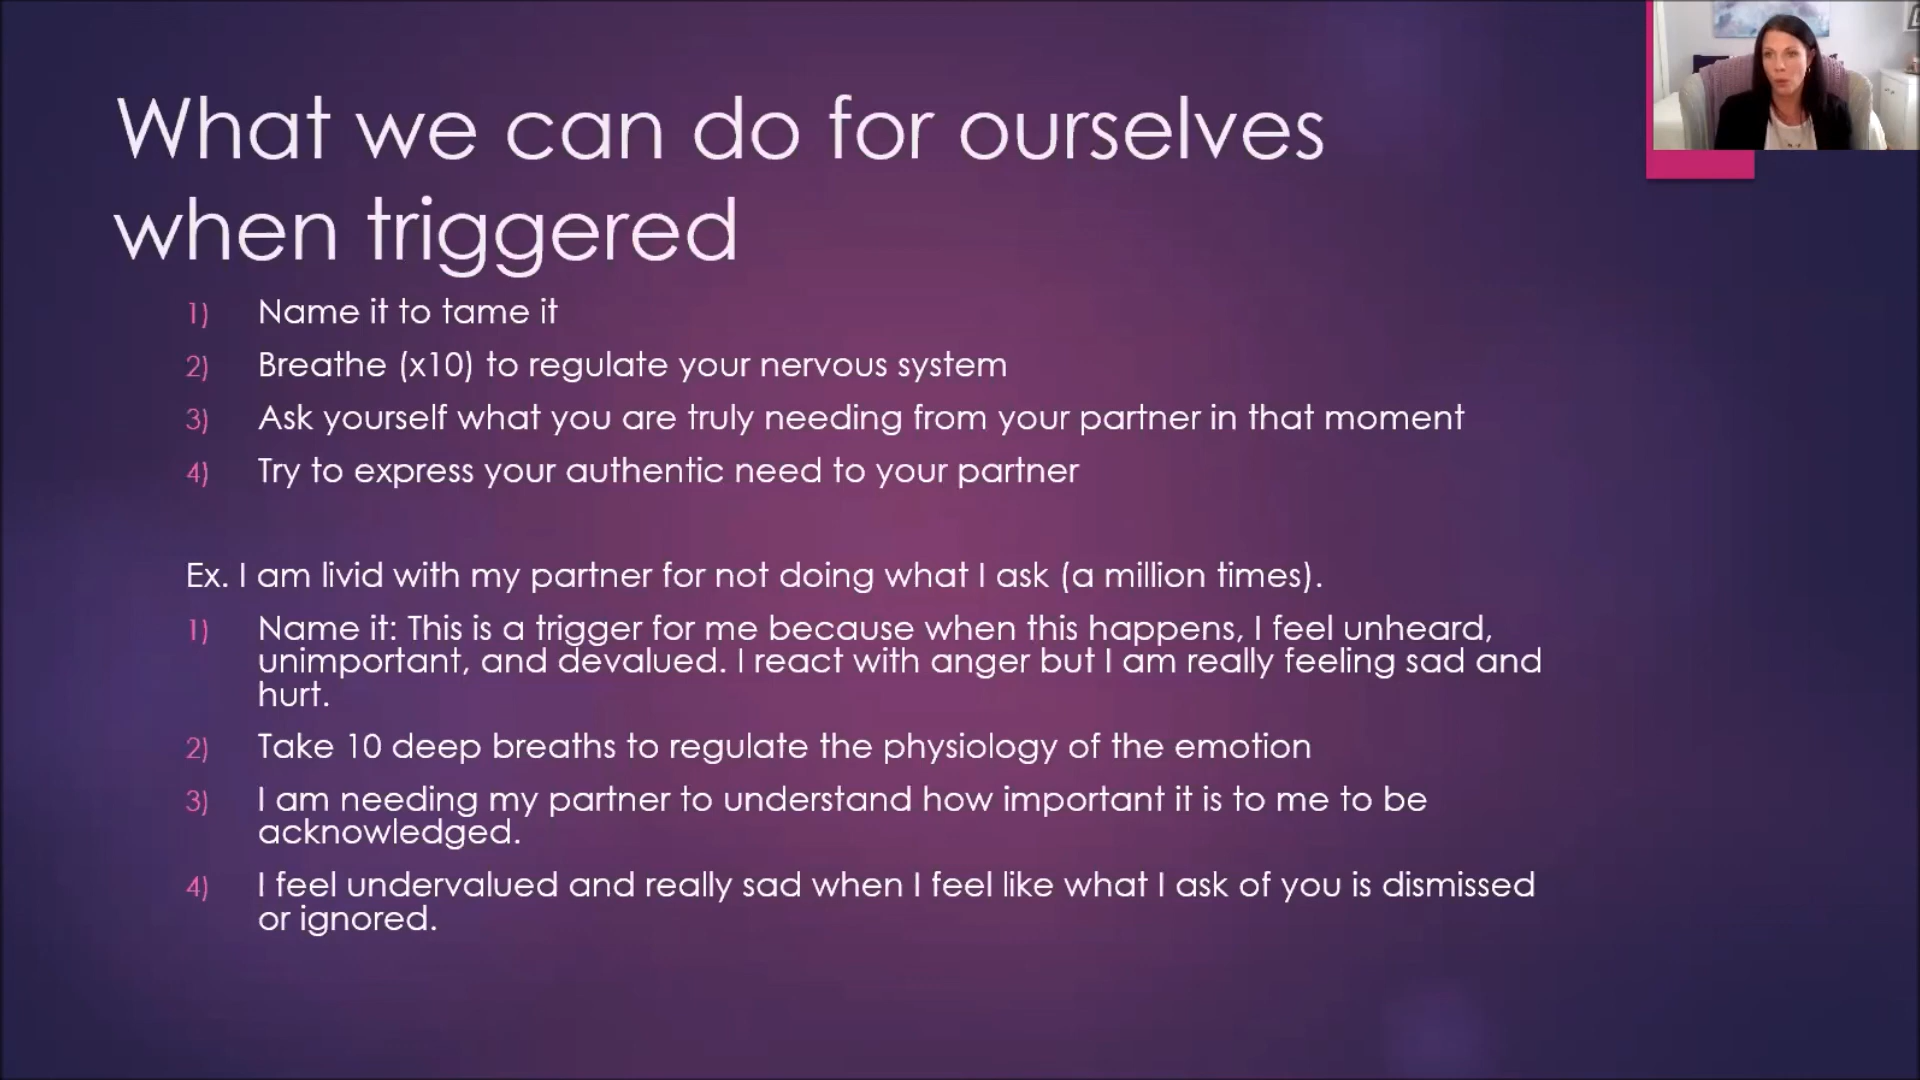 What we can do for ourselves
when triggered
1) Name it to tame it
2) Breathe (x10) to regulate your nervous system
3) Ask yourself what you are truly needing from your partner in that moment
4) Try to express your authentic need to your partner
Ex. I am livid with my partner for not doing what I ask (a million times).
1) Name it: This is a trigger for me because when this happens, I feel unheard,
unimportant, and devalued. I react with anger but I am really feeling sad and
hurt.
2) Take 10 deep breaths to regulate the physiology of the emotion
3) I am needing my partner to understand how important it is to me to be
acknowledged.
4) I feel undervalued and really sad when I feel like what I ask of you is dismissed
or ignored.